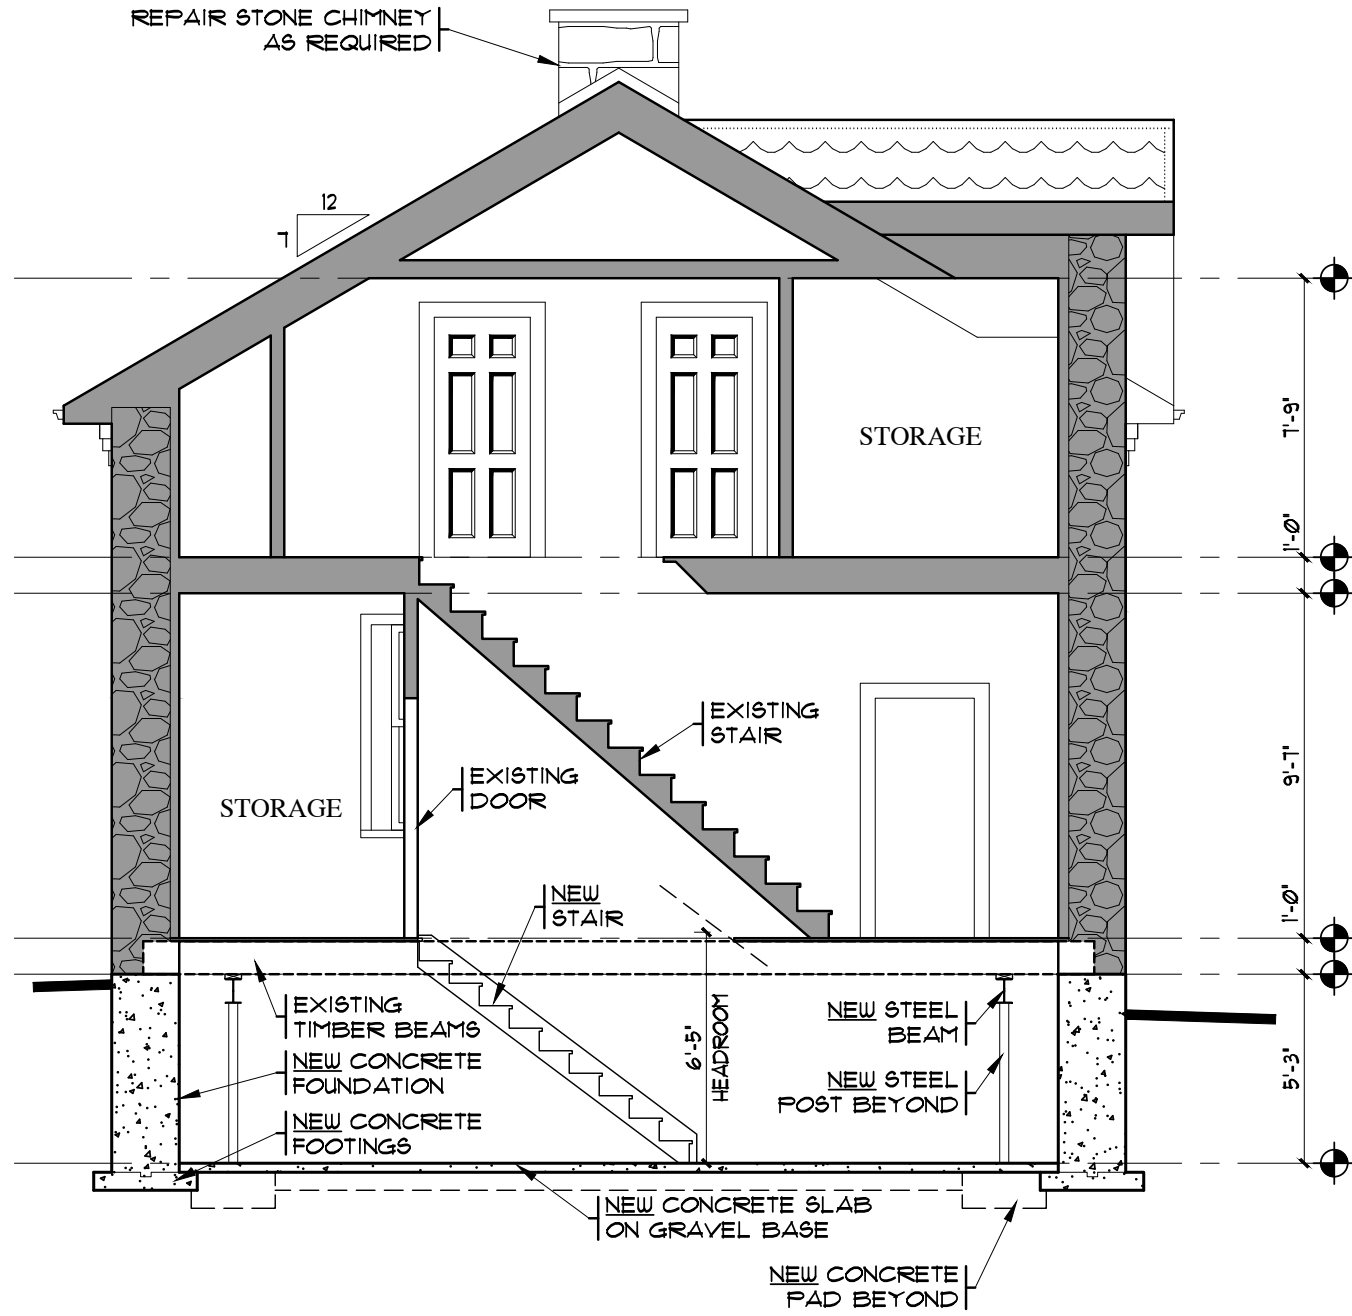 REPAIR STONE CHIMNEY
AS REQUIRED
12
7
7'-9"
STORAGE
1'-0"
EXISTING
STAIR
EXISTING
DOOR
9'-7"
STORAGE
NEW
STAIR
1'-0"
EXISTING
TIMBER BEAMS
6'-5"
HEADROOM
NEW STEEL
BEAM
NEW CONCRETE
FOUNDATION
NEW STEEL
POST BEYOND
5'-3"
NEW CONCRETE
FOOTINGS
NEW CONCRETE SLAB
ON GRAVEL BASE
NEW CONCRETE
PAD BEYOND